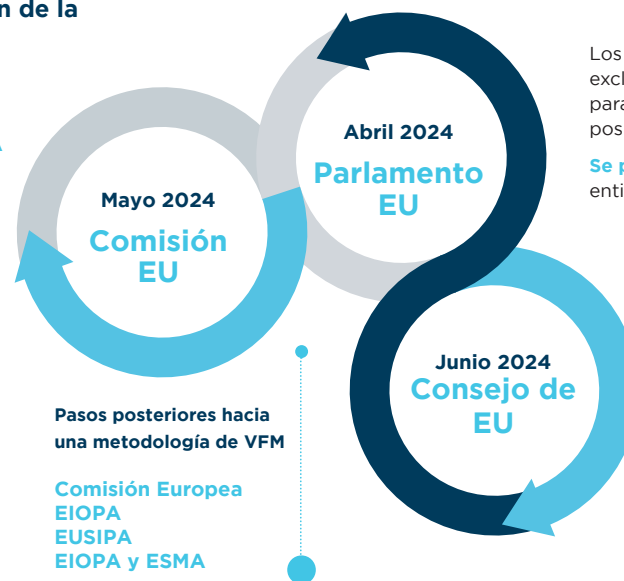 n de la
Los
excl
para
pos
Se p
enti
Abril 2024
Parlamento
EU
Mayo 2024
Comisión
EU
Junio 2024
Consejo de
EU
Pasos posteriores hacia
una metodología de VFM
Comisión Europea
EIOPA
EUSIPA
EIOPA y ESMA